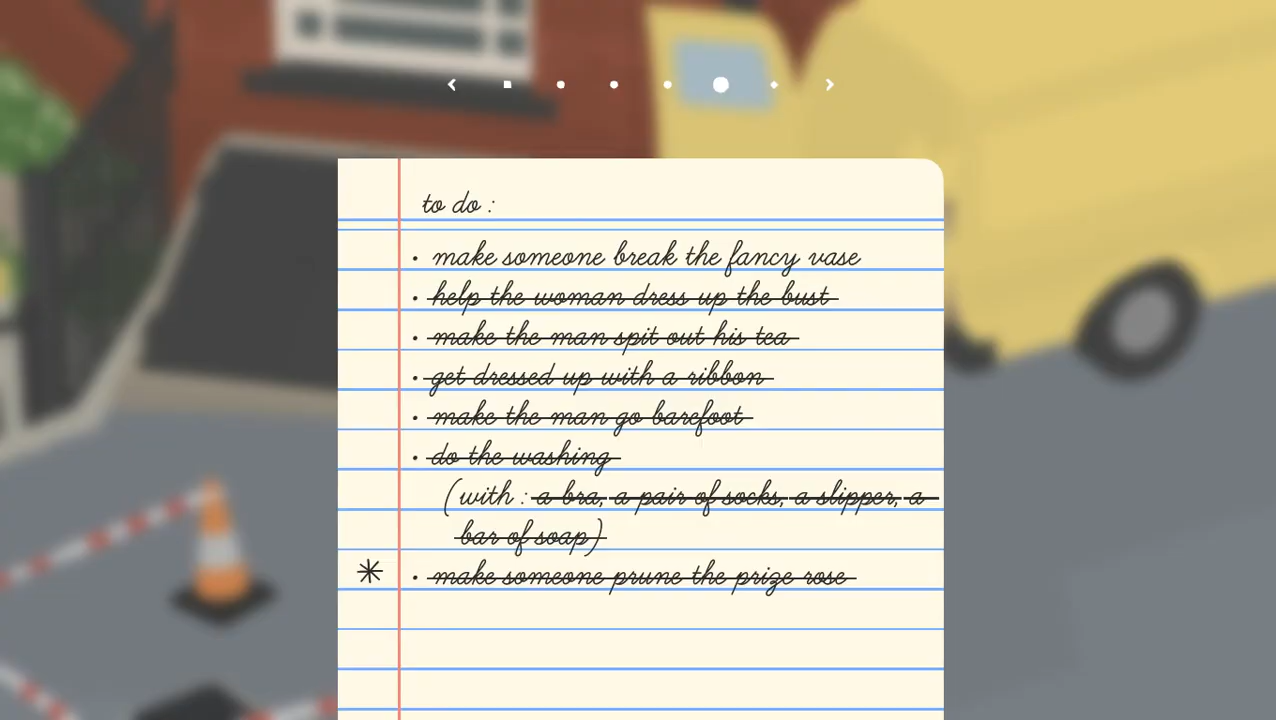 to do :
• make someone break the fancy vase
• help the woman dress up the bust
• make the man spit out his tea
• get dressed up with a ribbon
• make the man go barefoot
• do the washing
(with : a bra, a pair of socks, a slipper, a
bar of soap)
• make someone prune the prize rose